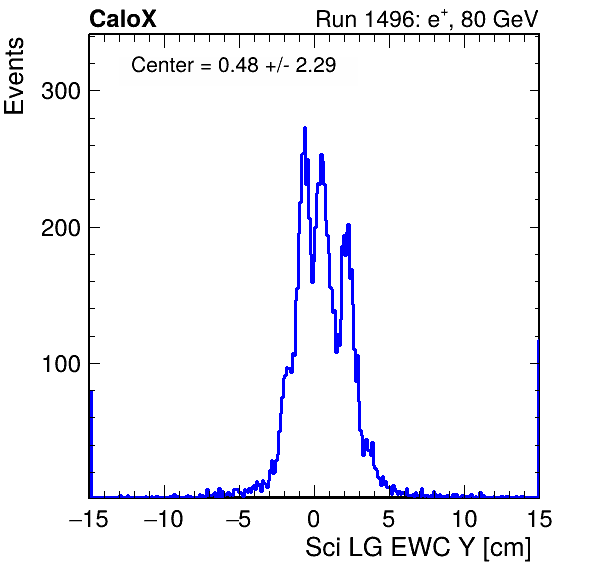 CaloX Run 1496: e⁺, 80 GeV
Center = 0.48 +/- 2.29
Events
300
200
100
−15 −10 −5 0 5 10 15
Sci LG EWC Y [cm]